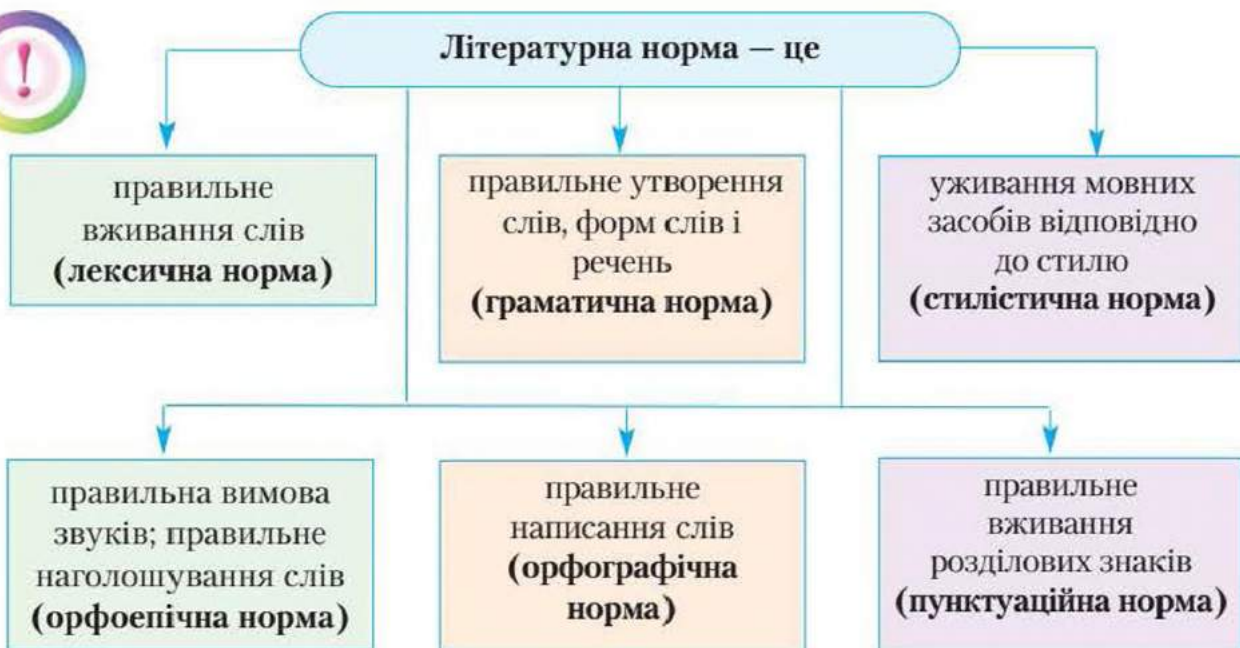 !
Літературна норма — це
правильне
вживання слів
(лексична норма)
правильне утворення
слів, форм слів і
речень
(граматична норма)
уживання мовних
засобів відповідно
до стилю
(стилістична норма)
правильна вимова
звуків; правильне
наголошування слів
(орфоепічна норма)
правильне
написання слів
(орфографічна
норма)
правильне
вживання
розділових знаків
(пунктуаційна норма)